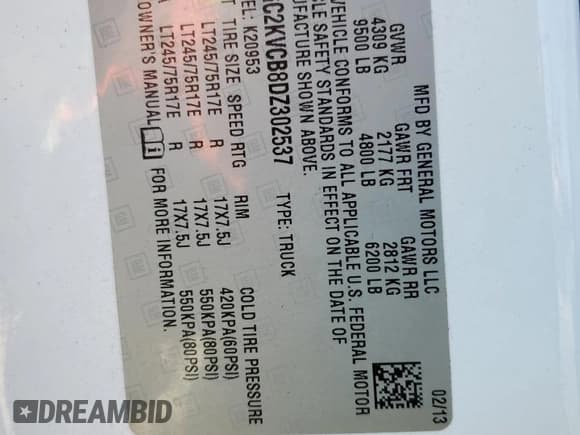 MFD BY GENERAL MOTORS LLC 02/13
GVWR GAWR FRT GAWR RR
4309 KG 2177 KG 2812 KG
9500 LB 4800 LB 6200 LB
VEHICLE CONFORMS TO ALL APPLICABLE U.S. FEDERAL MOTOR
LE SAFETY STANDARDS IN EFFECT ON THE DATE OF
UFACTURE SHOWN ABOVE.
C2KVCB8DZ302537 TYPE: TRUCK
EL: K20953
T TIRE SIZE SPEED RTG RIM COLD TIRE PRESSURE
LT245/75R17E R 17X7.5J 420KPA(60PSI)
LT245/75R17E R 17X7.5J 550KPA(80PSI)
LT245/75R17E R 17X7.5J 550KPA(80PSI)
OWNER'S MANUAL i FOR MORE INFORMATION.
DREAMBID